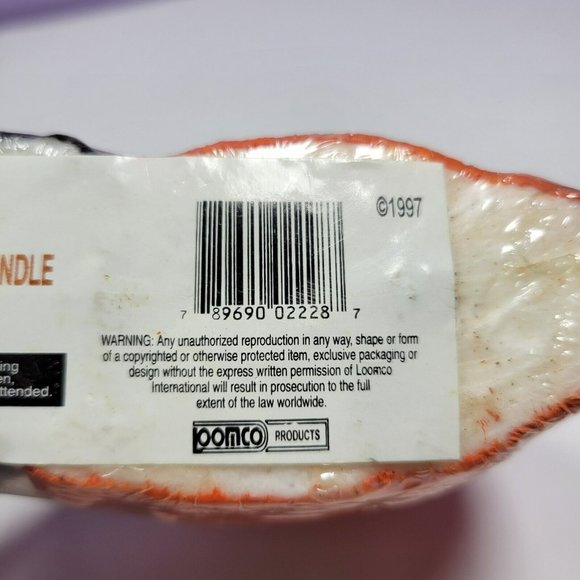 ©1997
NDLE
7 89690 02228 7
WARNING: Any unauthorized reproduction in any way, shape or form
of a copyrighted or otherwise protected item, exclusive packaging or
design without the express written permission of Loomco
International will result in prosecution to the full
extent of the law worldwide.
ing
en,
ttended.
loomco PRODUCTS